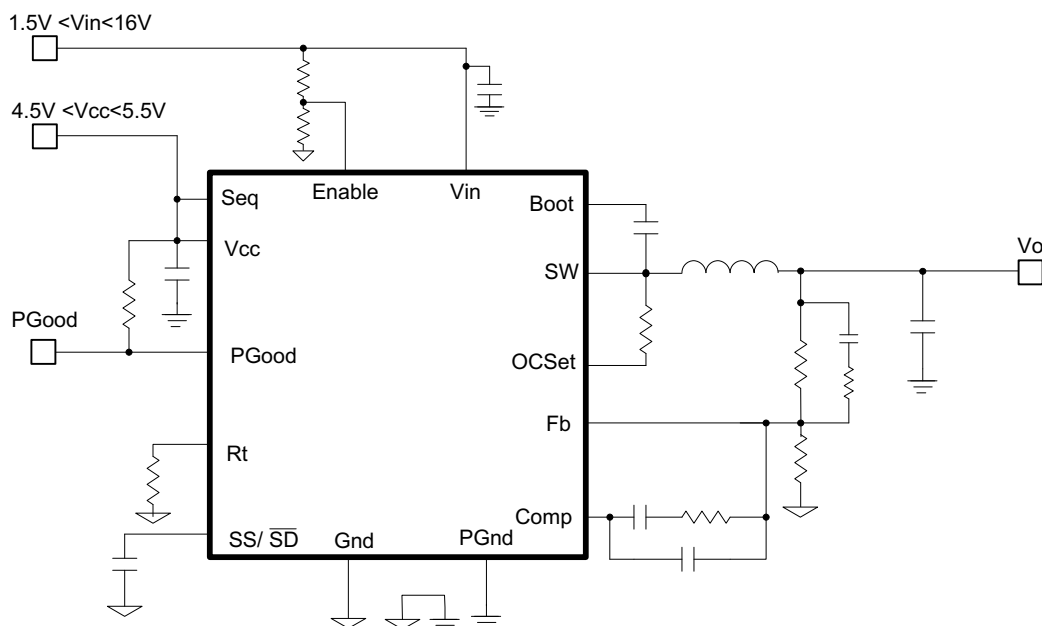 1.5V <Vin<16V
4.5V <Vcc<5.5V
Enable
Vin
Seq
Boot
Vcc
SW
Vo
PGood
PGood
OCSet
Fb
Rt
Comp
SS/ SD
Gnd
PGnd